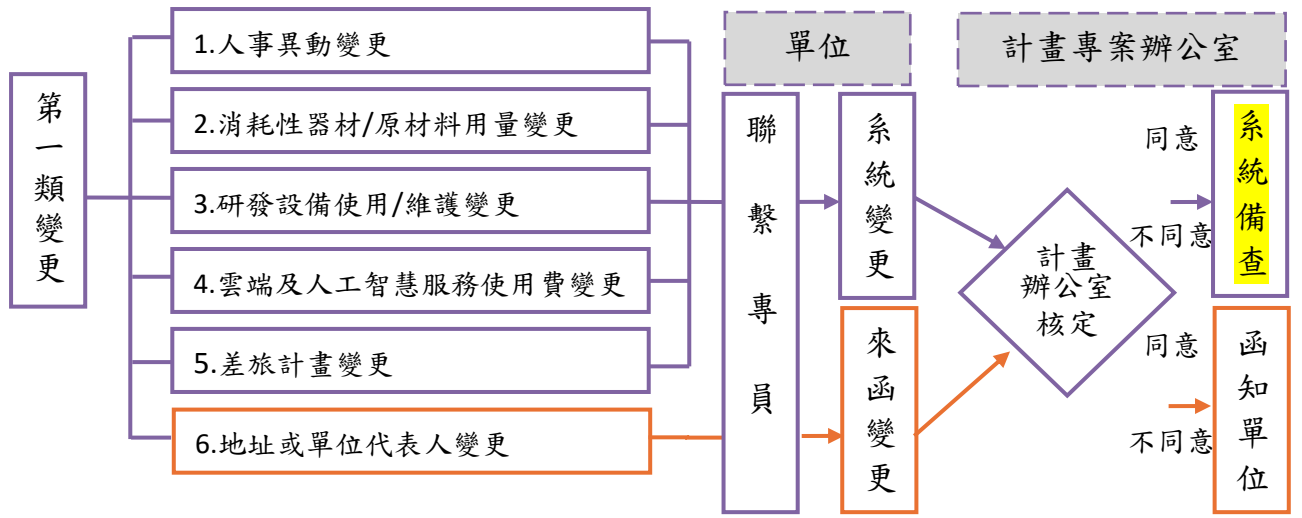 單位
計畫專案辦公室
第一類變更
1.人事異動變更
2.消耗性器材/原材料用量變更
3.研發設備使用/維護變更
4.雲端及人工智慧服務使用費變更
5.差旅計畫變更
6.地址或單位代表人變更
聯繫專員
系統變更
來函變更
計畫
辦公室
核定
同意
不同意
系統備查
同意
不同意
函知單位